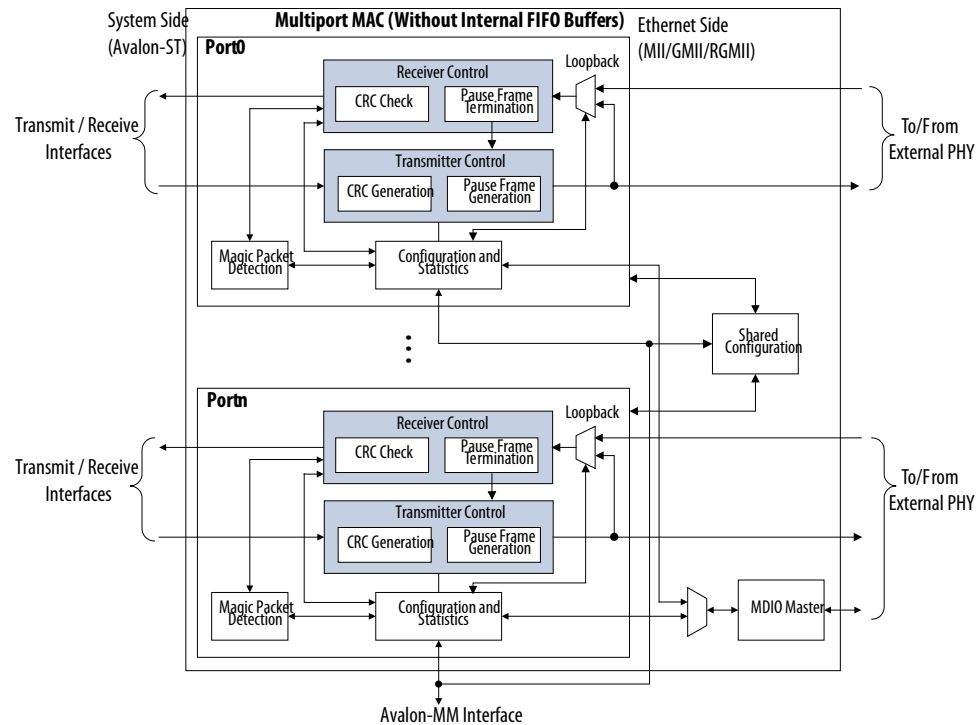 System Side
(Avalon-ST)
Multiport MAC (Without Internal FIFO Buffers)
Ethernet Side
(MII/GMII/RGMII)
Port0
Receiver Control
CRC Check
Pause Frame
Termination
Loopback
Transmit / Receive
Interfaces
To/From
External PHY
Transmitter Control
CRC Generation
Pause Frame
Generation
Magic Packet
Detection
Configuration and
Statistics
Shared
Configuration
Portn
Receiver Control
CRC Check
Pause Frame
Termination
Loopback
Transmit / Receive
Interfaces
To/From
External PHY
Transmitter Control
CRC Generation
Pause Frame
Generation
Magic Packet
Detection
Configuration and
Statistics
MDIO Master
Avalon-MM Interface